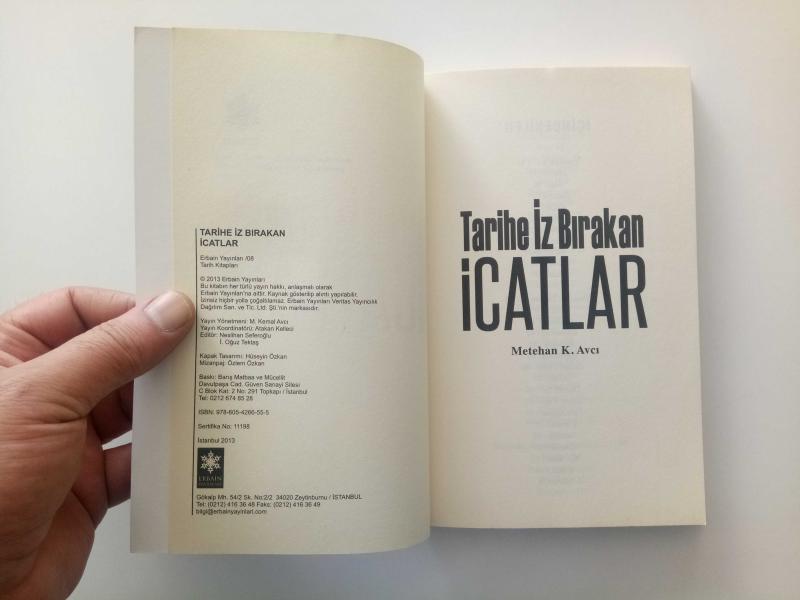 TARİHE İZ BIRAKAN
İCATLAR
Erbain Yayınları /08
Tarih Kitapları
© 2013 Erbain Yayınları
Bu kitabın her türlü yayın hakkı, anlaşmalı olarak
Erbain Yayınları'na aittir. Kaynak gösterilip alıntı yapılabilir.
İzinsiz hiçbir yolla çoğaltılamaz. Erbain Yayınları Veritas Yayıncılık
Dağıtım San. ve Tic. Ltd. Şti.'nin markasıdır.
Yayın Yönetmeni: M. Kemal Avcı
Yayın Koordinatörü: Atakan Kelleci
Editör: Neslihan Seferoğlu
İ. Oğuz Tektaş
Kapak Tasarımı: Hüseyin Özkan
Mizanpaj: Özlem Özkan
Baskı: Barış Matbaa ve Mücellit
Davutpaşa Cad. Güven Sanayi Sitesi
C Blok Kat: 2 No: 291 Topkapı / İstanbul
Tel: 0212 674 85 28
ISBN: 978-605-4266-55-5
Sertifika No: 11198
İstanbul 2013
ERBAIN
Gökalp Mh. 54/2 Sk. No:2/2 34020 Zeytinburnu / İSTANBUL
Tel: (0212) 416 36 48 Faks: (0212) 416 36 49
bilgi@erbainyayinlari.com
Tarihe İz Bırakan
İCATLAR
Metehan K. Avcı